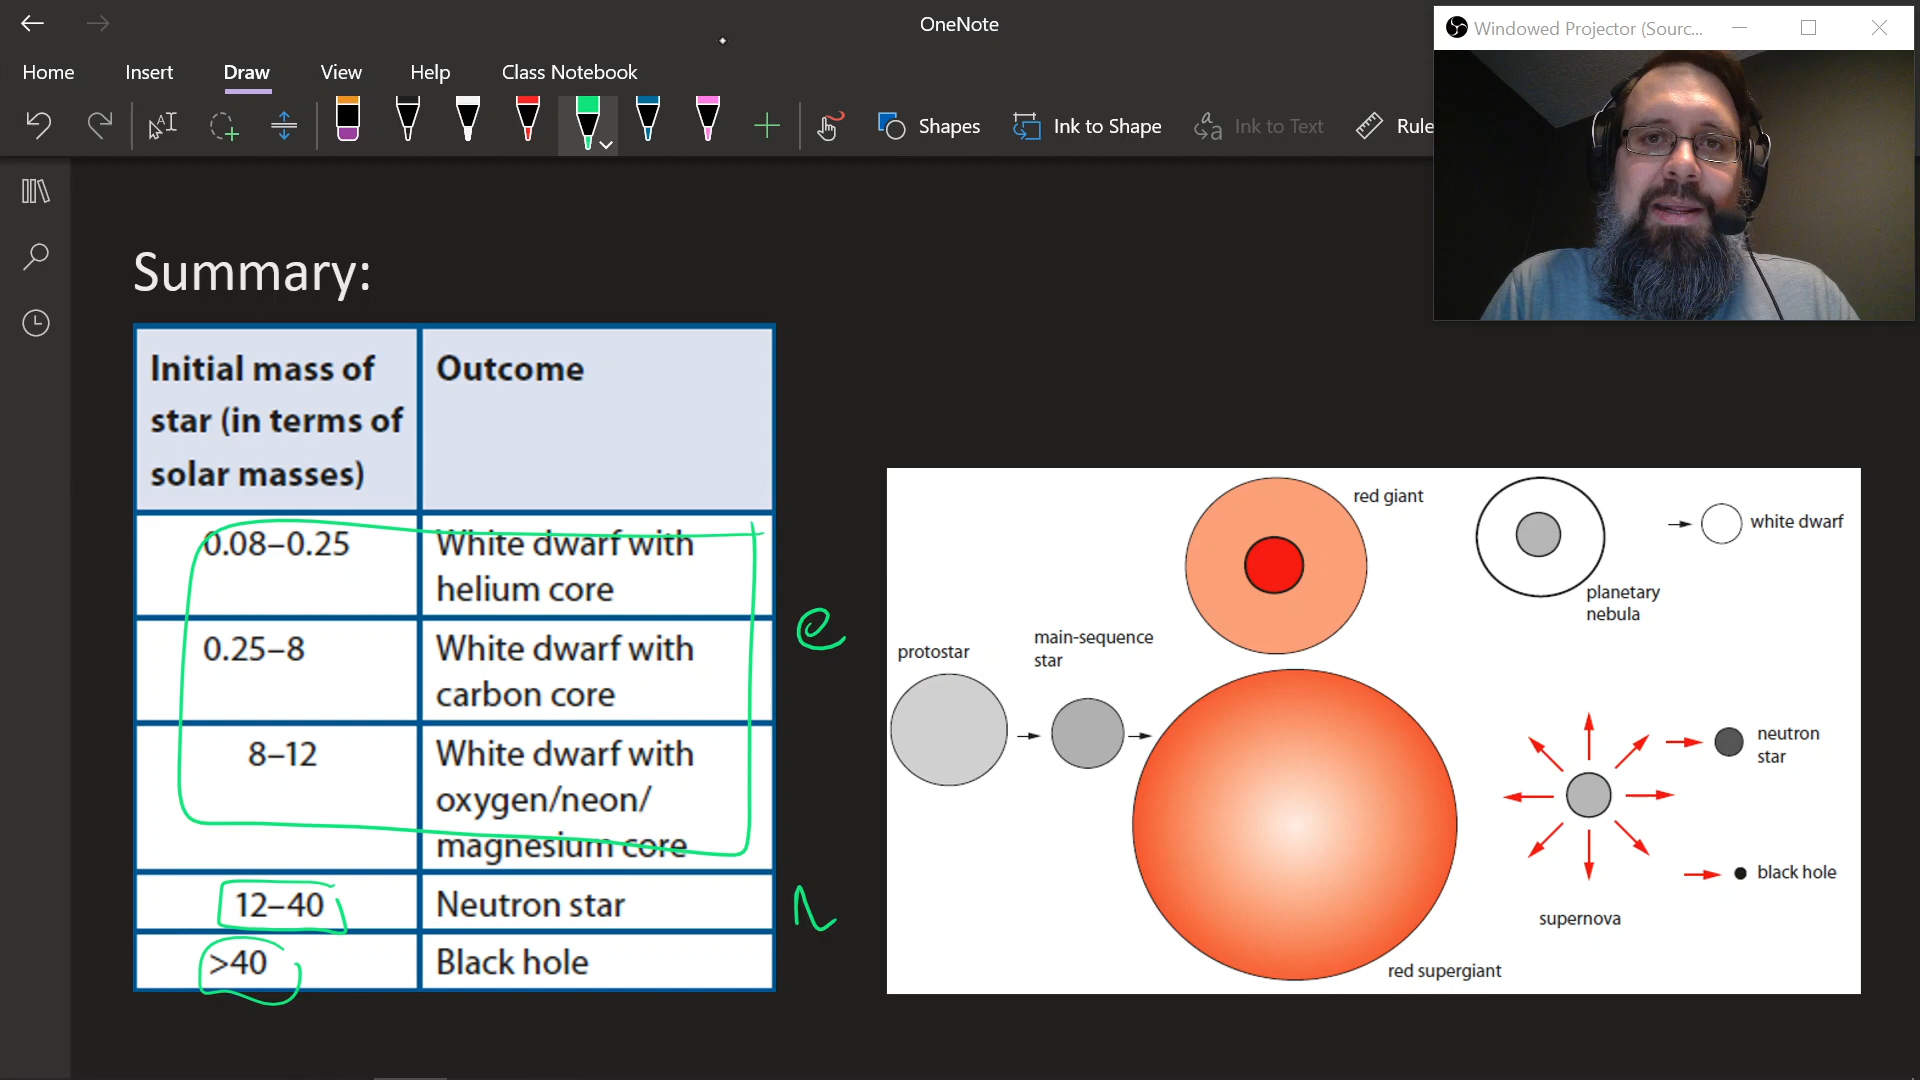 OneNote
Windowed Projector (Sourc...
Home Insert Draw View Help Class Notebook
Shapes Ink to Shape Ink to Text Rule
Summary:
Initial mass of star (in terms of solar masses) Outcome
0.08–0.25 White dwarf with
helium core
0.25–8 White dwarf with
carbon core
8–12 White dwarf with
oxygen/neon/
magnesium core
12–40 Neutron star
>40 Black hole
e
n
red giant
white dwarf
planetary
nebula
protostar
main-sequence
star
neutron
star
black hole
supernova
red supergiant